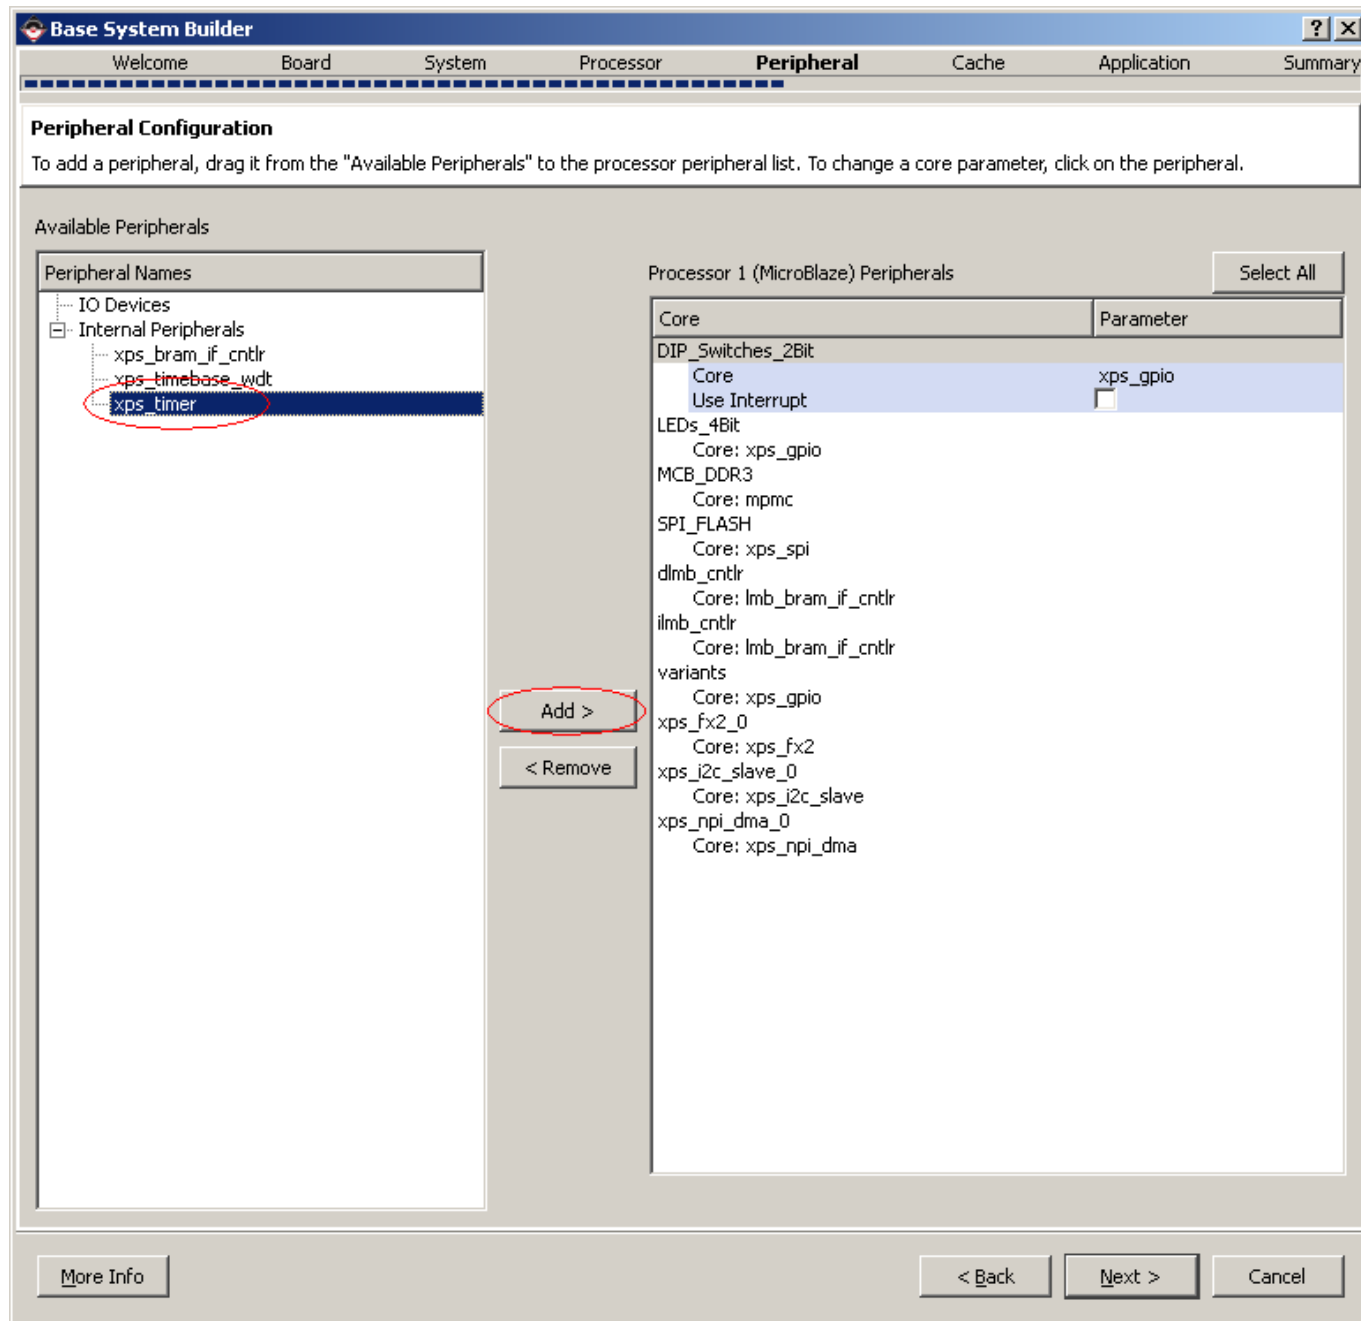 Base System Builder
Welcome Board System Processor Peripheral Cache Application Summary
Peripheral Configuration
To add a peripheral, drag it from the "Available Peripherals" to the processor peripheral list. To change a core parameter, click on the peripheral.
Available Peripherals
Peripheral Names
IO Devices
Internal Peripherals
xps_bram_if_cntlr
xps_timebase_wdt
xps_timer
Add >
< Remove
Processor 1 (MicroBlaze) Peripherals
Select All
Core Parameter
DIP_Switches_2Bit
Core xps_gpio
Use Interrupt
LEDs_4Bit
Core: xps_gpio
MCB_DDR3
Core: mpmc
SPI_FLASH
Core: xps_spi
dlmb_cntlr
Core: lmb_bram_if_cntlr
ilmb_cntlr
Core: lmb_bram_if_cntlr
variants
Core: xps_gpio
xps_fx2_0
Core: xps_fx2
xps_i2c_slave_0
Core: xps_i2c_slave
xps_npi_dma_0
Core: xps_npi_dma
More Info
< Back
Next >
Cancel